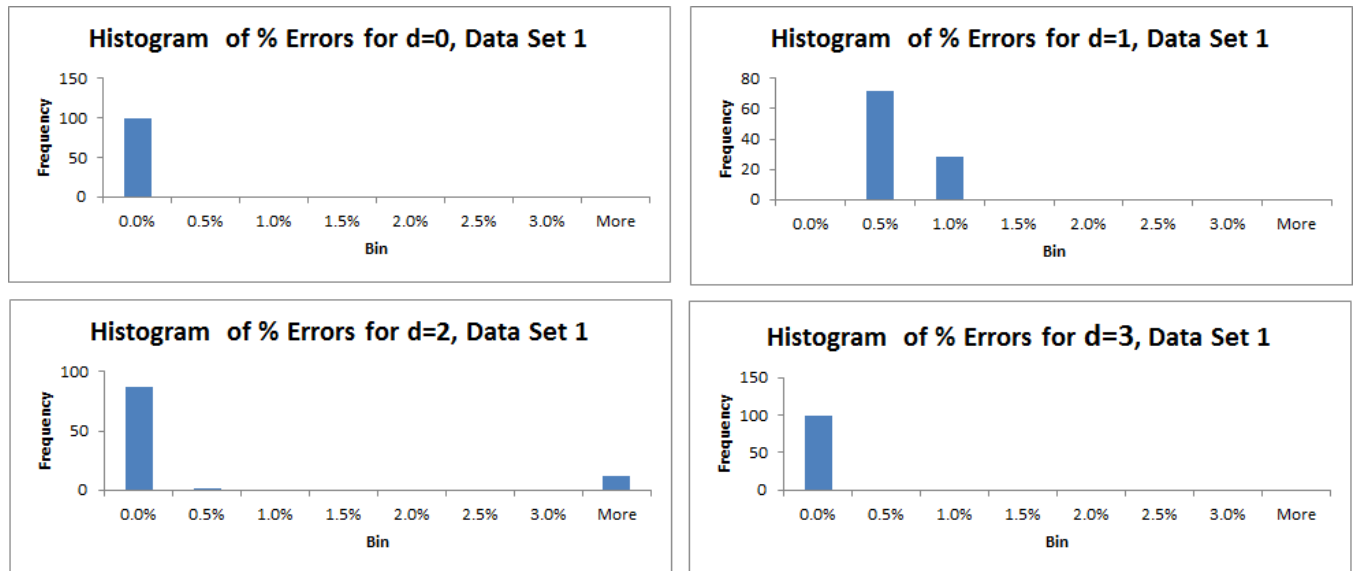 Histogram of % Errors for d=0, Data Set 1
150
100
50
0
Frequency
0.0% 0.5% 1.0% 1.5% 2.0% 2.5% 3.0% More
Bin
Histogram of % Errors for d=1, Data Set 1
80
60
40
20
0
Frequency
0.0% 0.5% 1.0% 1.5% 2.0% 2.5% 3.0% More
Bin
Histogram of % Errors for d=2, Data Set 1
100
50
0
Frequency
0.0% 0.5% 1.0% 1.5% 2.0% 2.5% 3.0% More
Bin
Histogram of % Errors for d=3, Data Set 1
150
100
50
0
Frequency
0.0% 0.5% 1.0% 1.5% 2.0% 2.5% 3.0% More
Bin